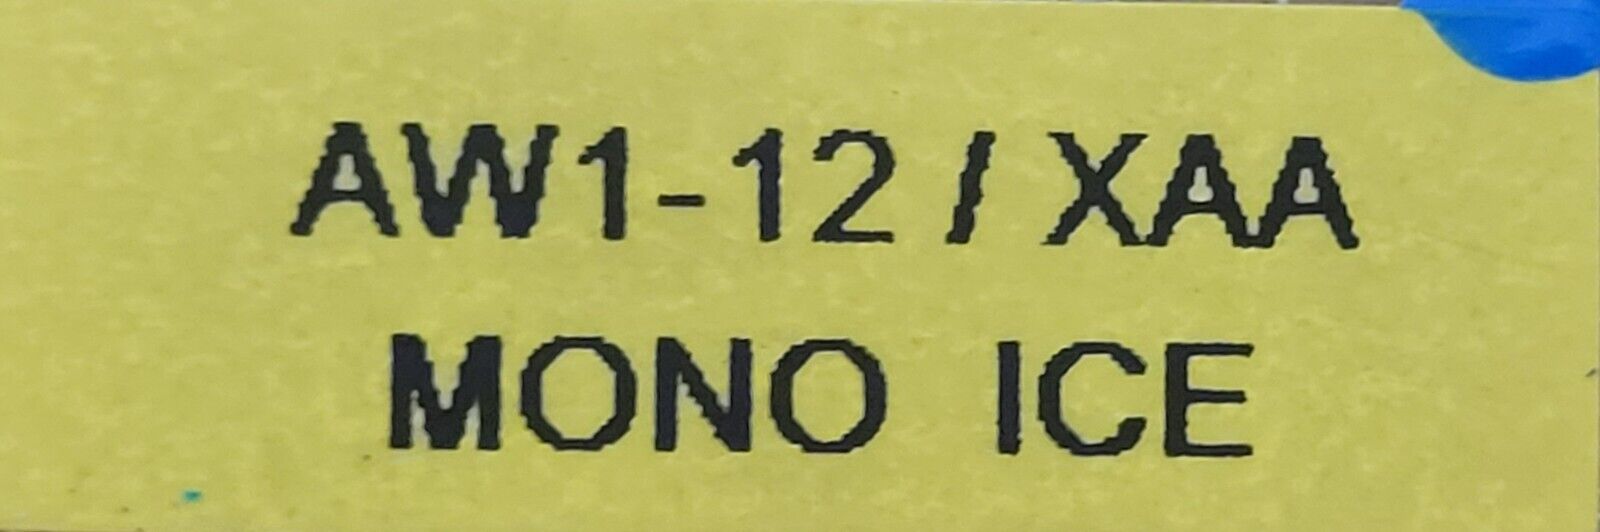 AW1-12 / XAA
MONO ICE